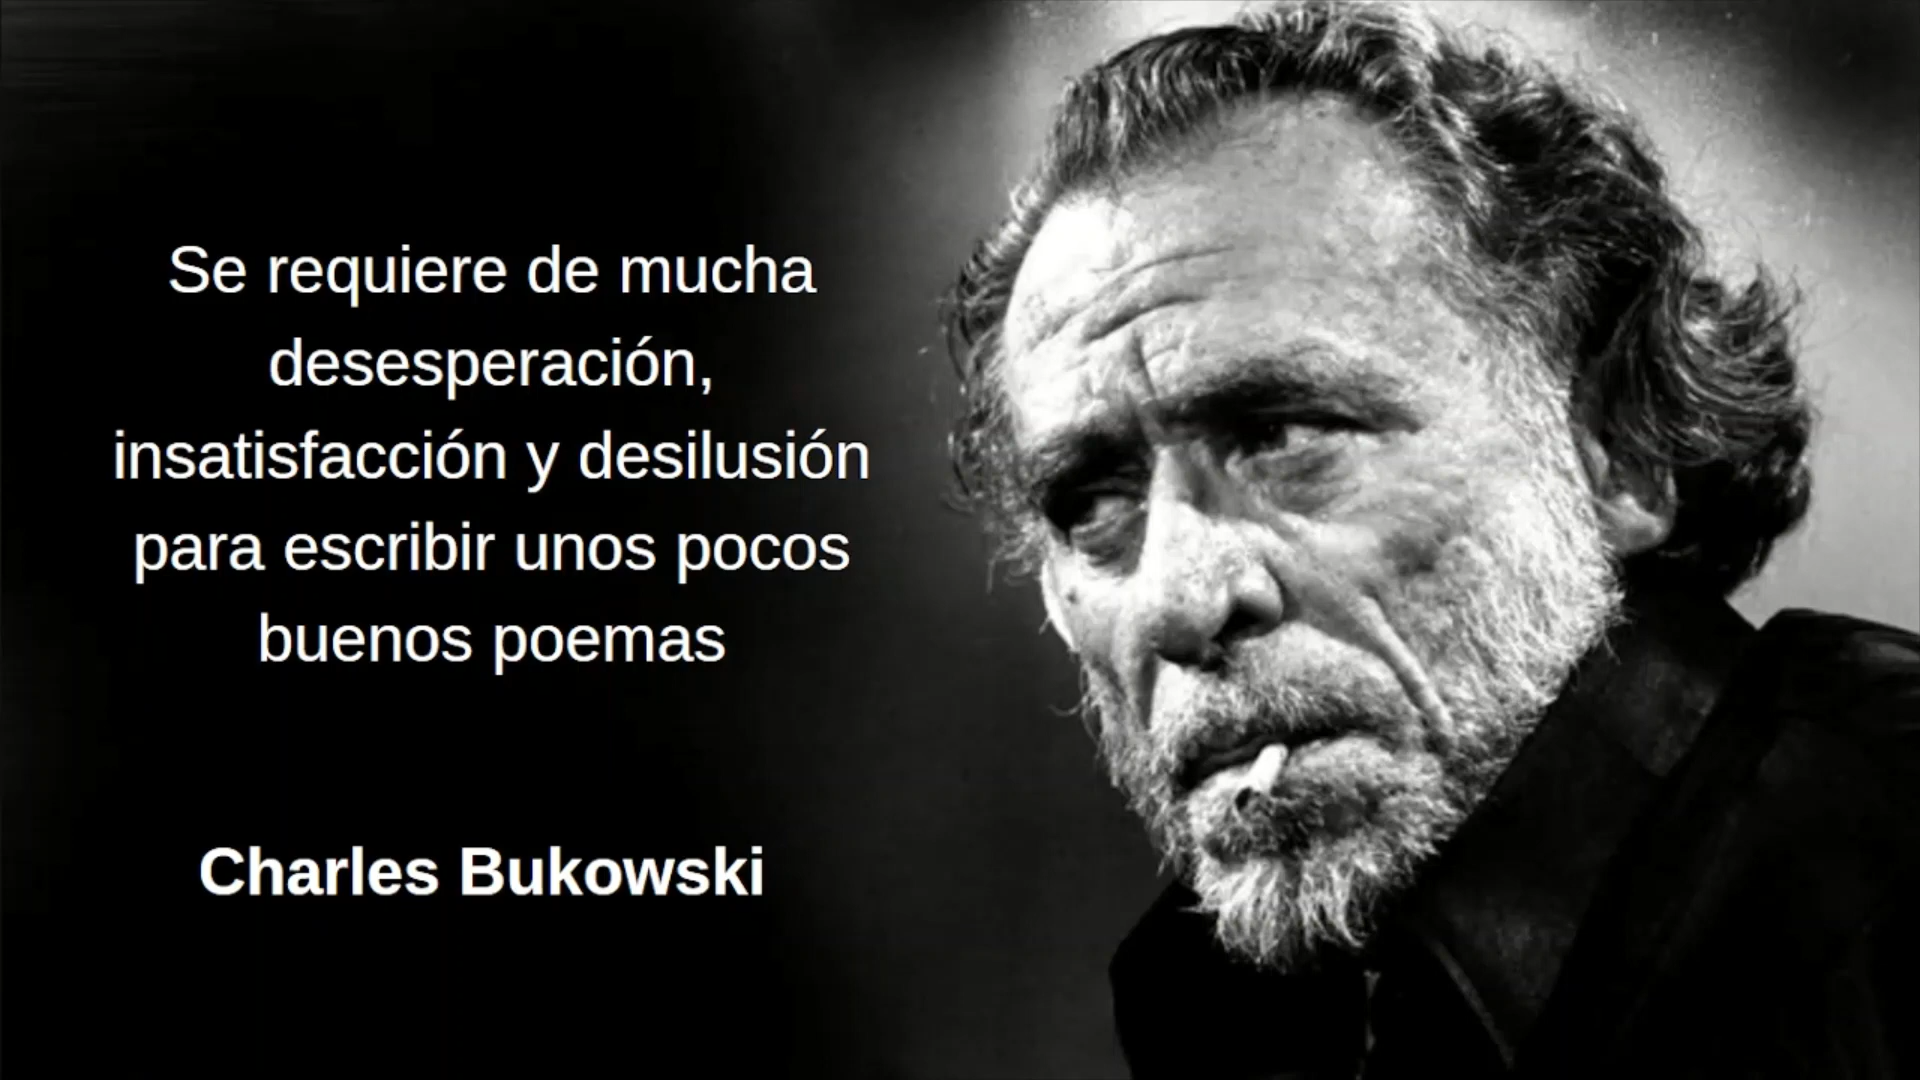 Se requiere de mucha
desesperación,
insatisfacción y desilusión
para escribir unos pocos
buenos poemas
Charles Bukowski